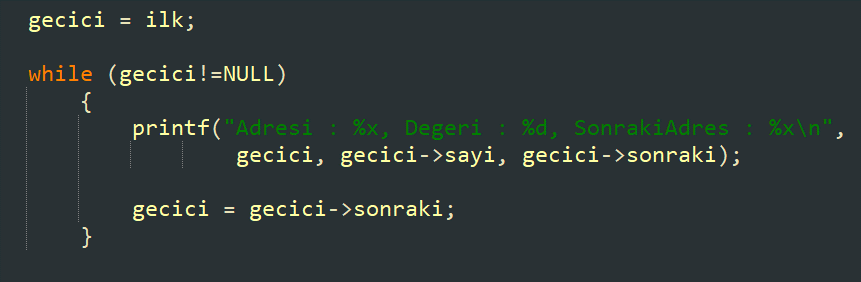 gecici = ilk;
while (gecici!=NULL)
{
printf("Adresi : %x, Degeri : %d, SonrakiAdres : %x\n",
gecici, gecici->sayi, gecici->sonraki);
gecici = gecici->sonraki;
}